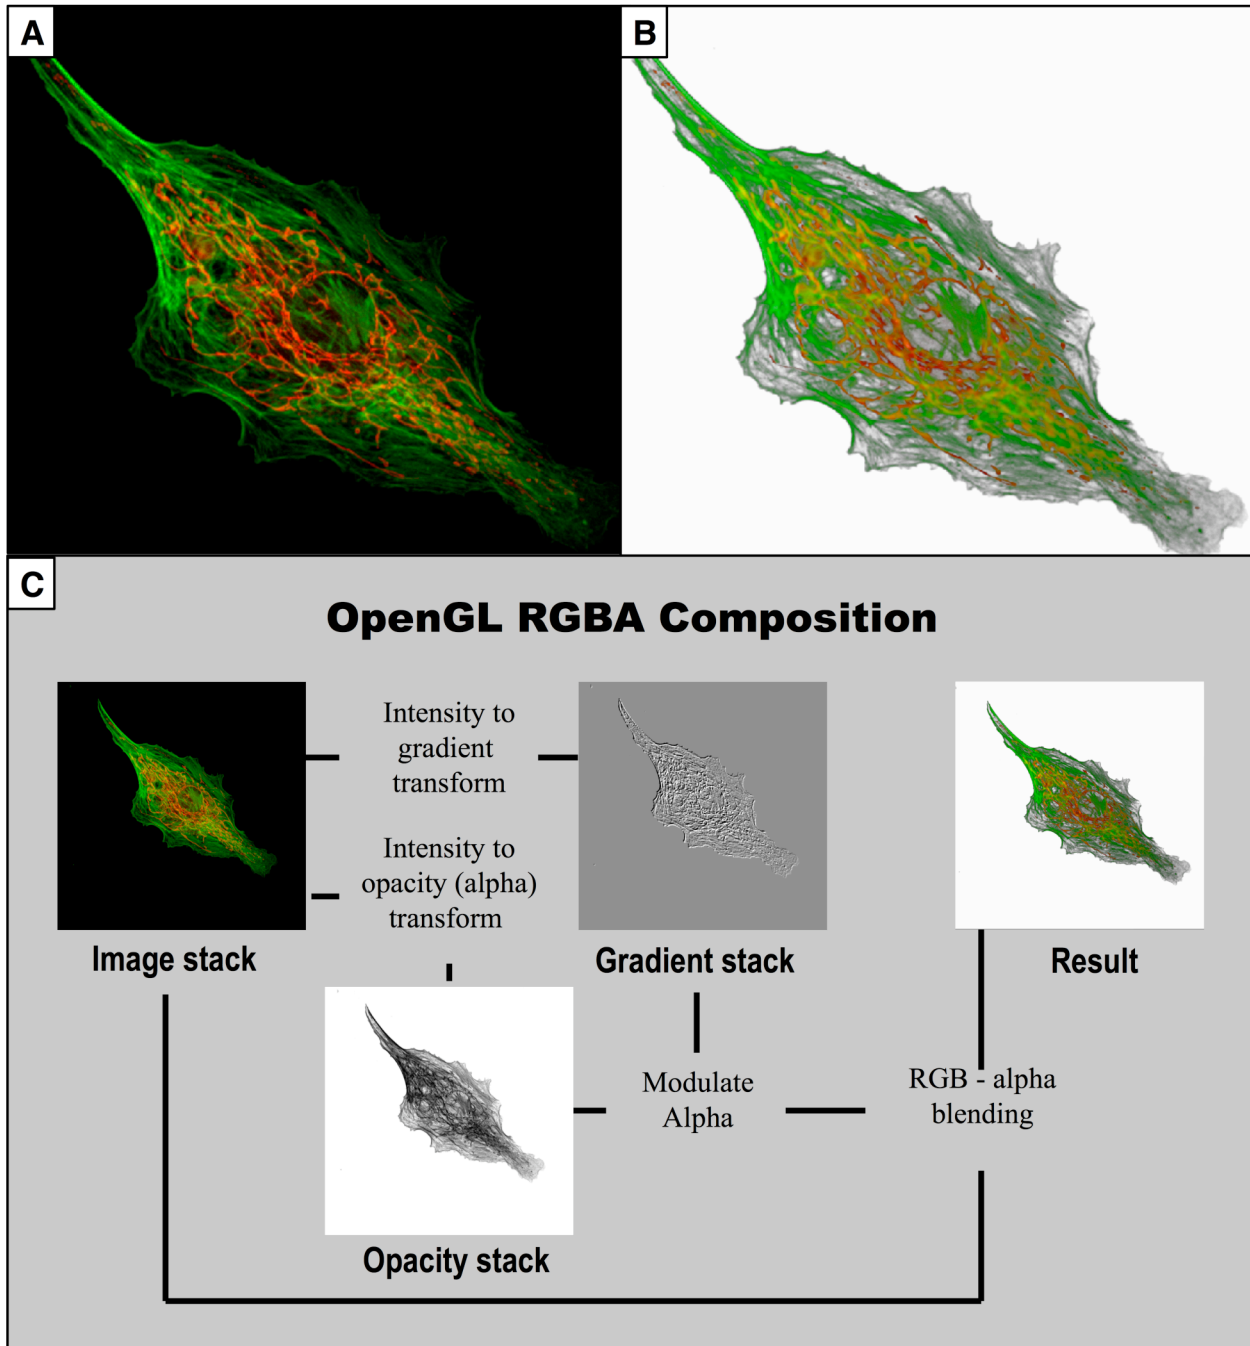 A
B
C
OpenGL RGBA Composition
Intensity to
gradient
transform
Intensity to
opacity (alpha)
transform
Image stack
Gradient stack
Result
Modulate
Alpha
RGB - alpha
blending
Opacity stack